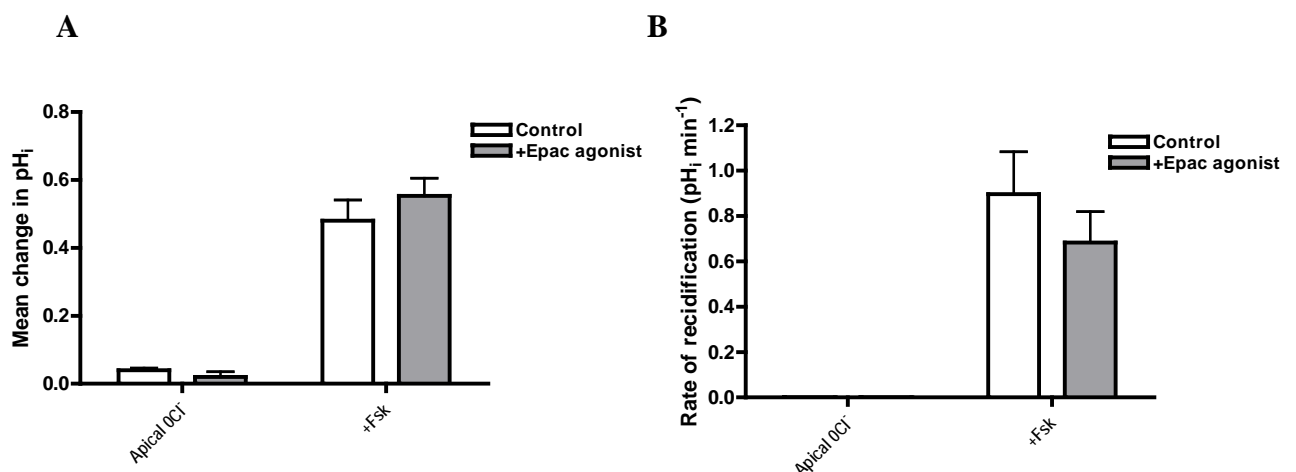 A
B
Mean change in pHi
0.8
0.6
0.4
0.2
0.0
Control
+Epac agonist
Apical 0Cl-
+Fsk
Rate of recidification (pHi min-1)
1.2
1.0
0.8
0.6
0.4
0.2
0.0
Control
+Epac agonist
Apical 0Cl-
+Fsk